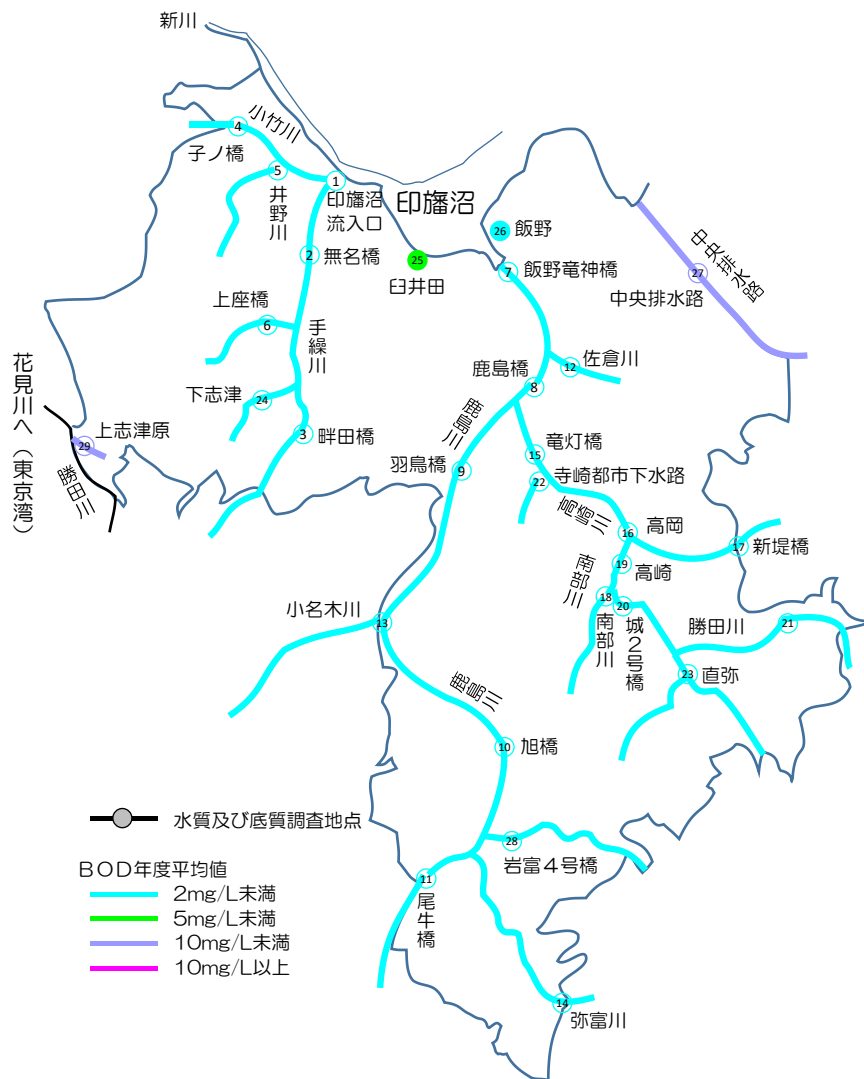 新川
小竹川
4
子ノ橋
5
井野川
1
印旛沼
流入口
印旛沼
26
飯野
25
臼井田
2
無名橋
7
飯野竜神橋
中央排水路
27
中央排水路
上座橋
6
手繰川
鹿島橋
8
12
佐倉川
花見川へ（東京湾）
下志津
24
鹿島川
上志津原
29
3
畔田橋
勝田川
羽鳥橋
9
竜灯橋
15
寺崎都市下水路
22
高崎川
16
高岡
17
新堤橋
19
高崎
南部川
18
南部川
20
城２号橋
勝田川
21
小名木川
13
23
直弥
鹿島川
10
旭橋
水質及び底質調査地点
28
岩富４号橋
ＢＯＤ年度平均値
2mg/L未満
5mg/L未満
10mg/L未満
10mg/L以上
11
尾牛橋
14
弥富川